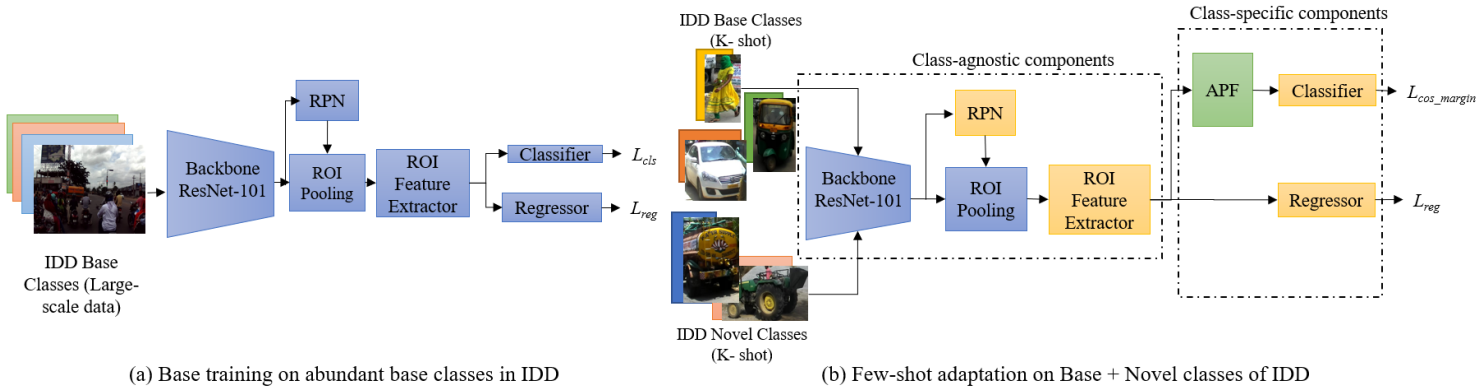 IDD Base
Classes (Large-
scale data)
Backbone
ResNet-101
RPN
ROI
Pooling
ROI
Feature
Extractor
Classifier
Regressor
L_cls
L_reg
(a) Base training on abundant base classes in IDD
IDD Base Classes
(K- shot)
IDD Novel Classes
(K- shot)
Class-agnostic components
Backbone
ResNet-101
RPN
ROI
Pooling
ROI
Feature
Extractor
Class-specific components
APF
Classifier
Regressor
L_cos_margin
L_reg
(b) Few-shot adaptation on Base + Novel classes of IDD